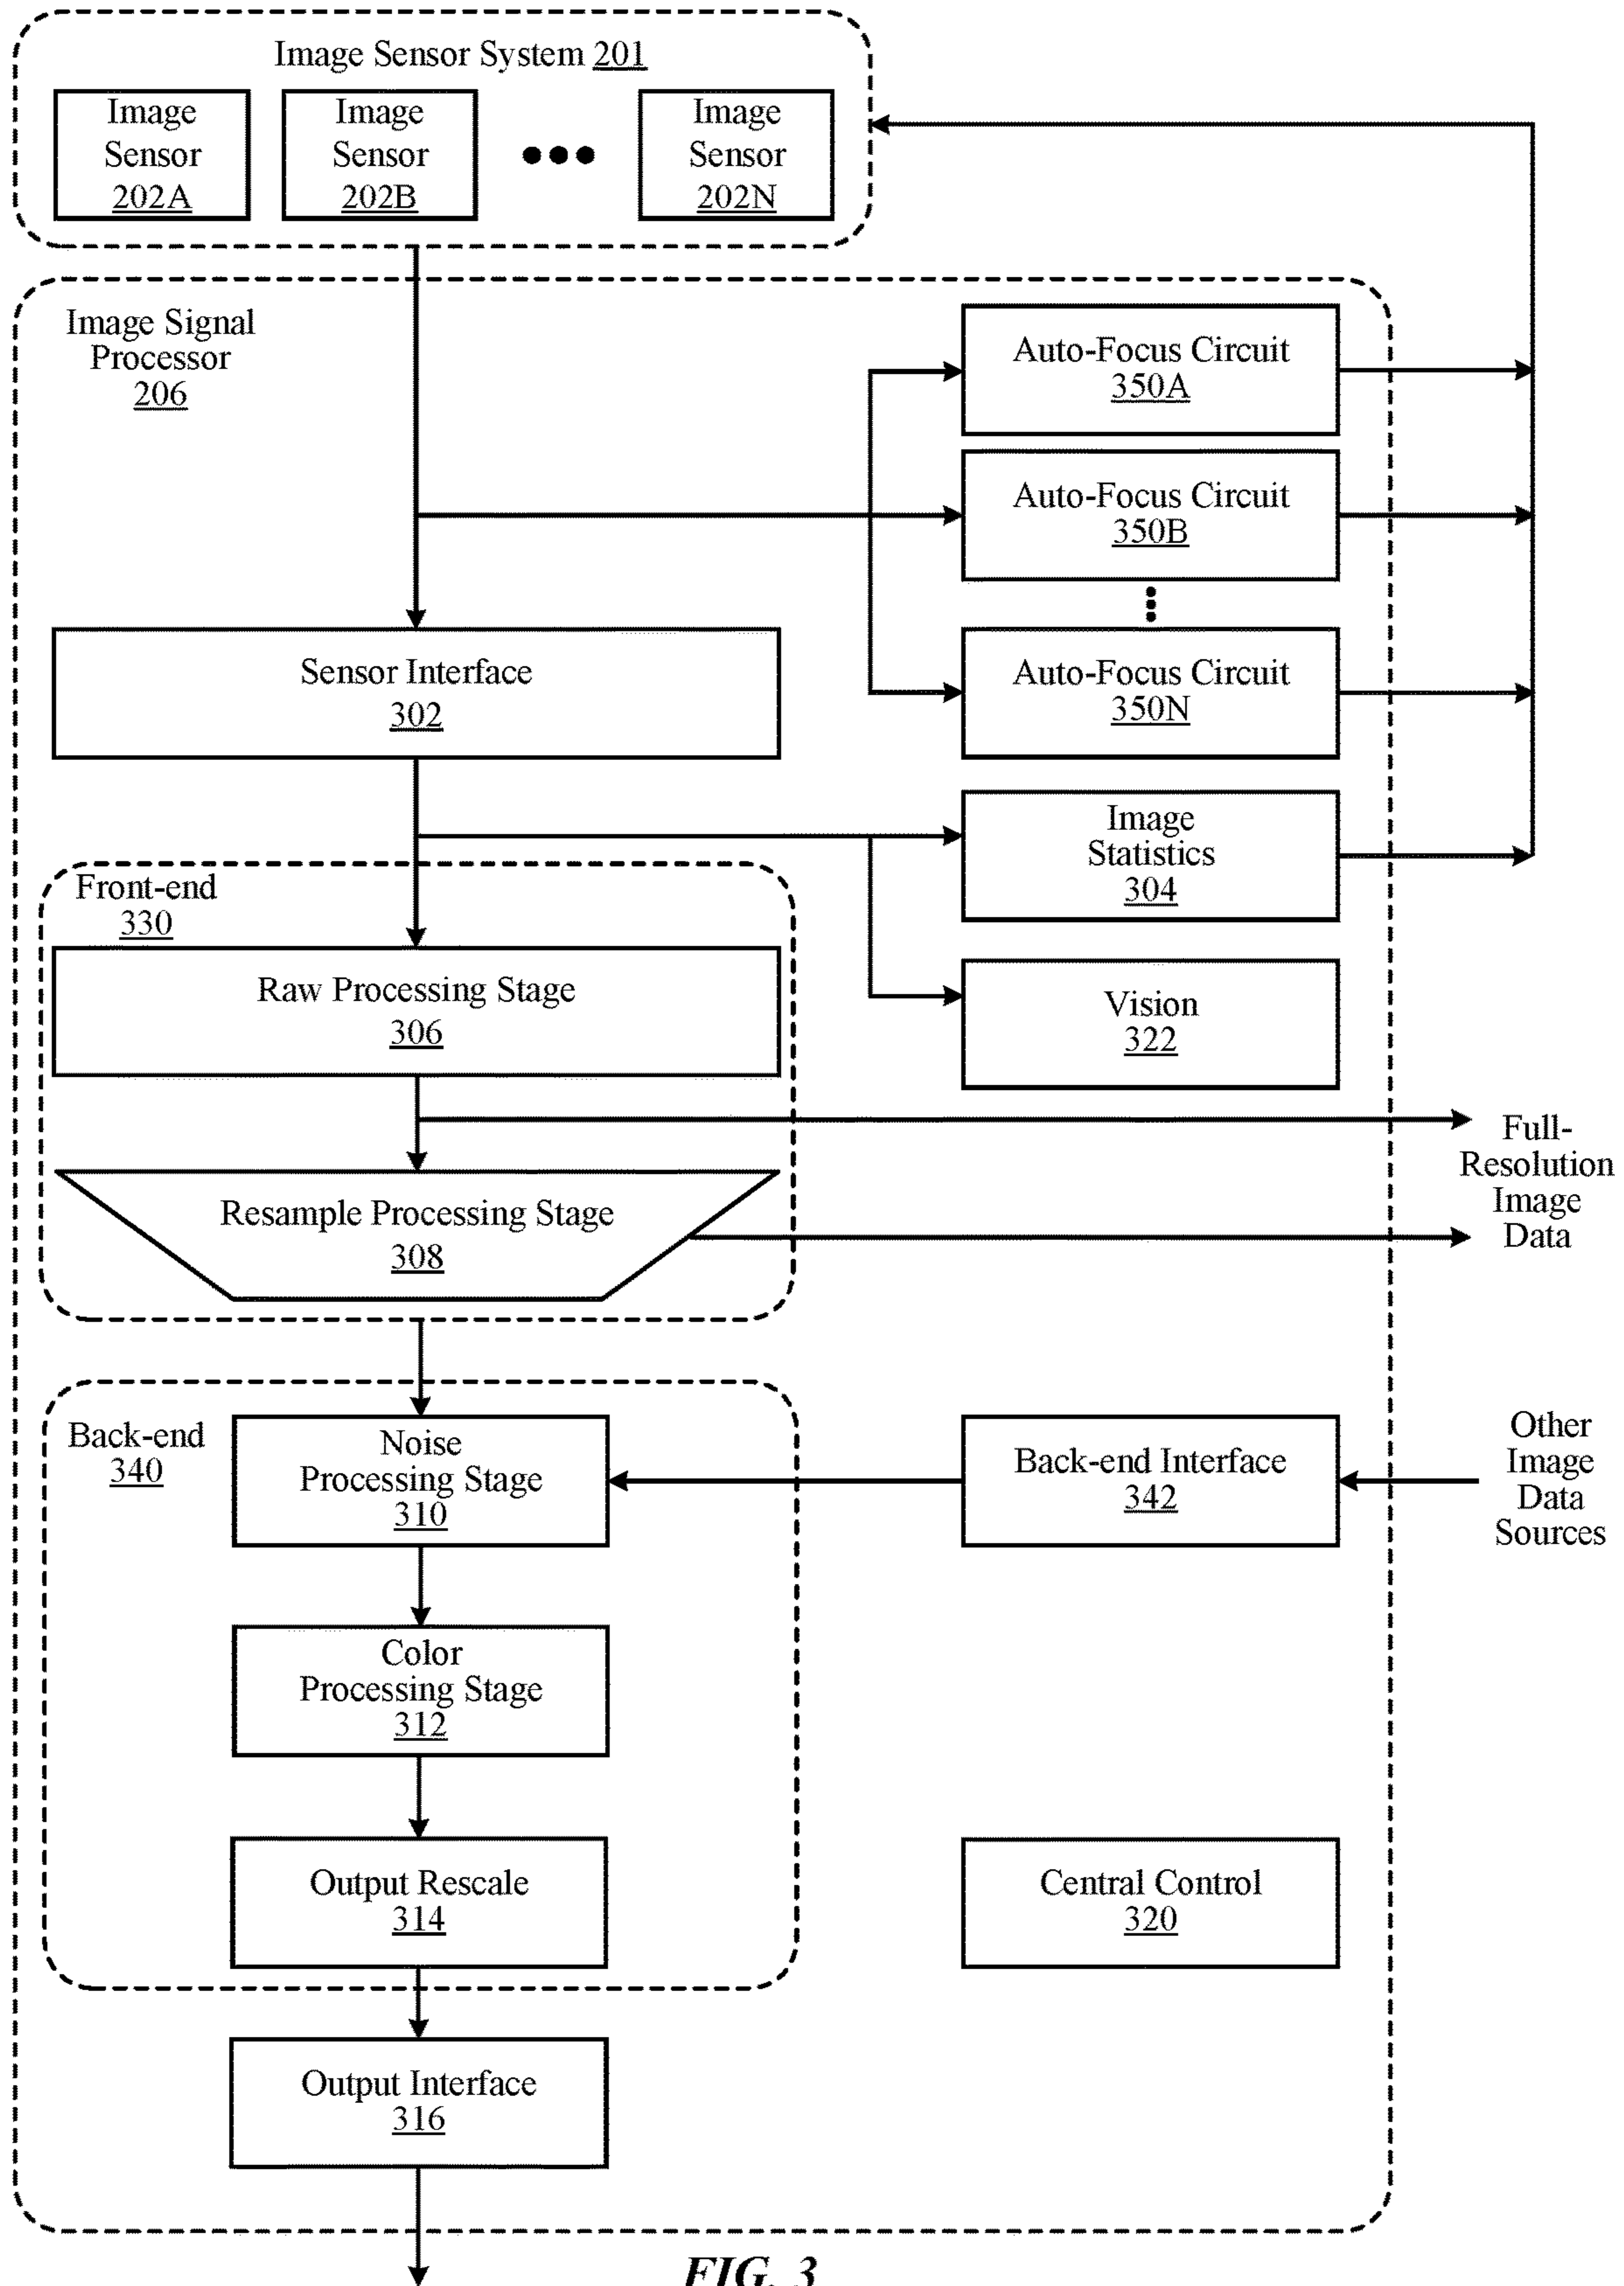 Image Sensor System 201
Image
Sensor
202A
Image
Sensor
202B
Image
Sensor
202N
Image Signal
Processor
206
Auto-Focus Circuit
350A
Auto-Focus Circuit
350B
Auto-Focus Circuit
350N
Sensor Interface
302
Image
Statistics
304
Front-end
330
Raw Processing Stage
306
Vision
322
Full-
Resolution
Image
Data
Resample Processing Stage
308
Back-end
340
Noise
Processing Stage
310
Back-end Interface
342
Other
Image
Data
Sources
Color
Processing Stage
312
Output Rescale
314
Central Control
320
Output Interface
316
FIG. 3